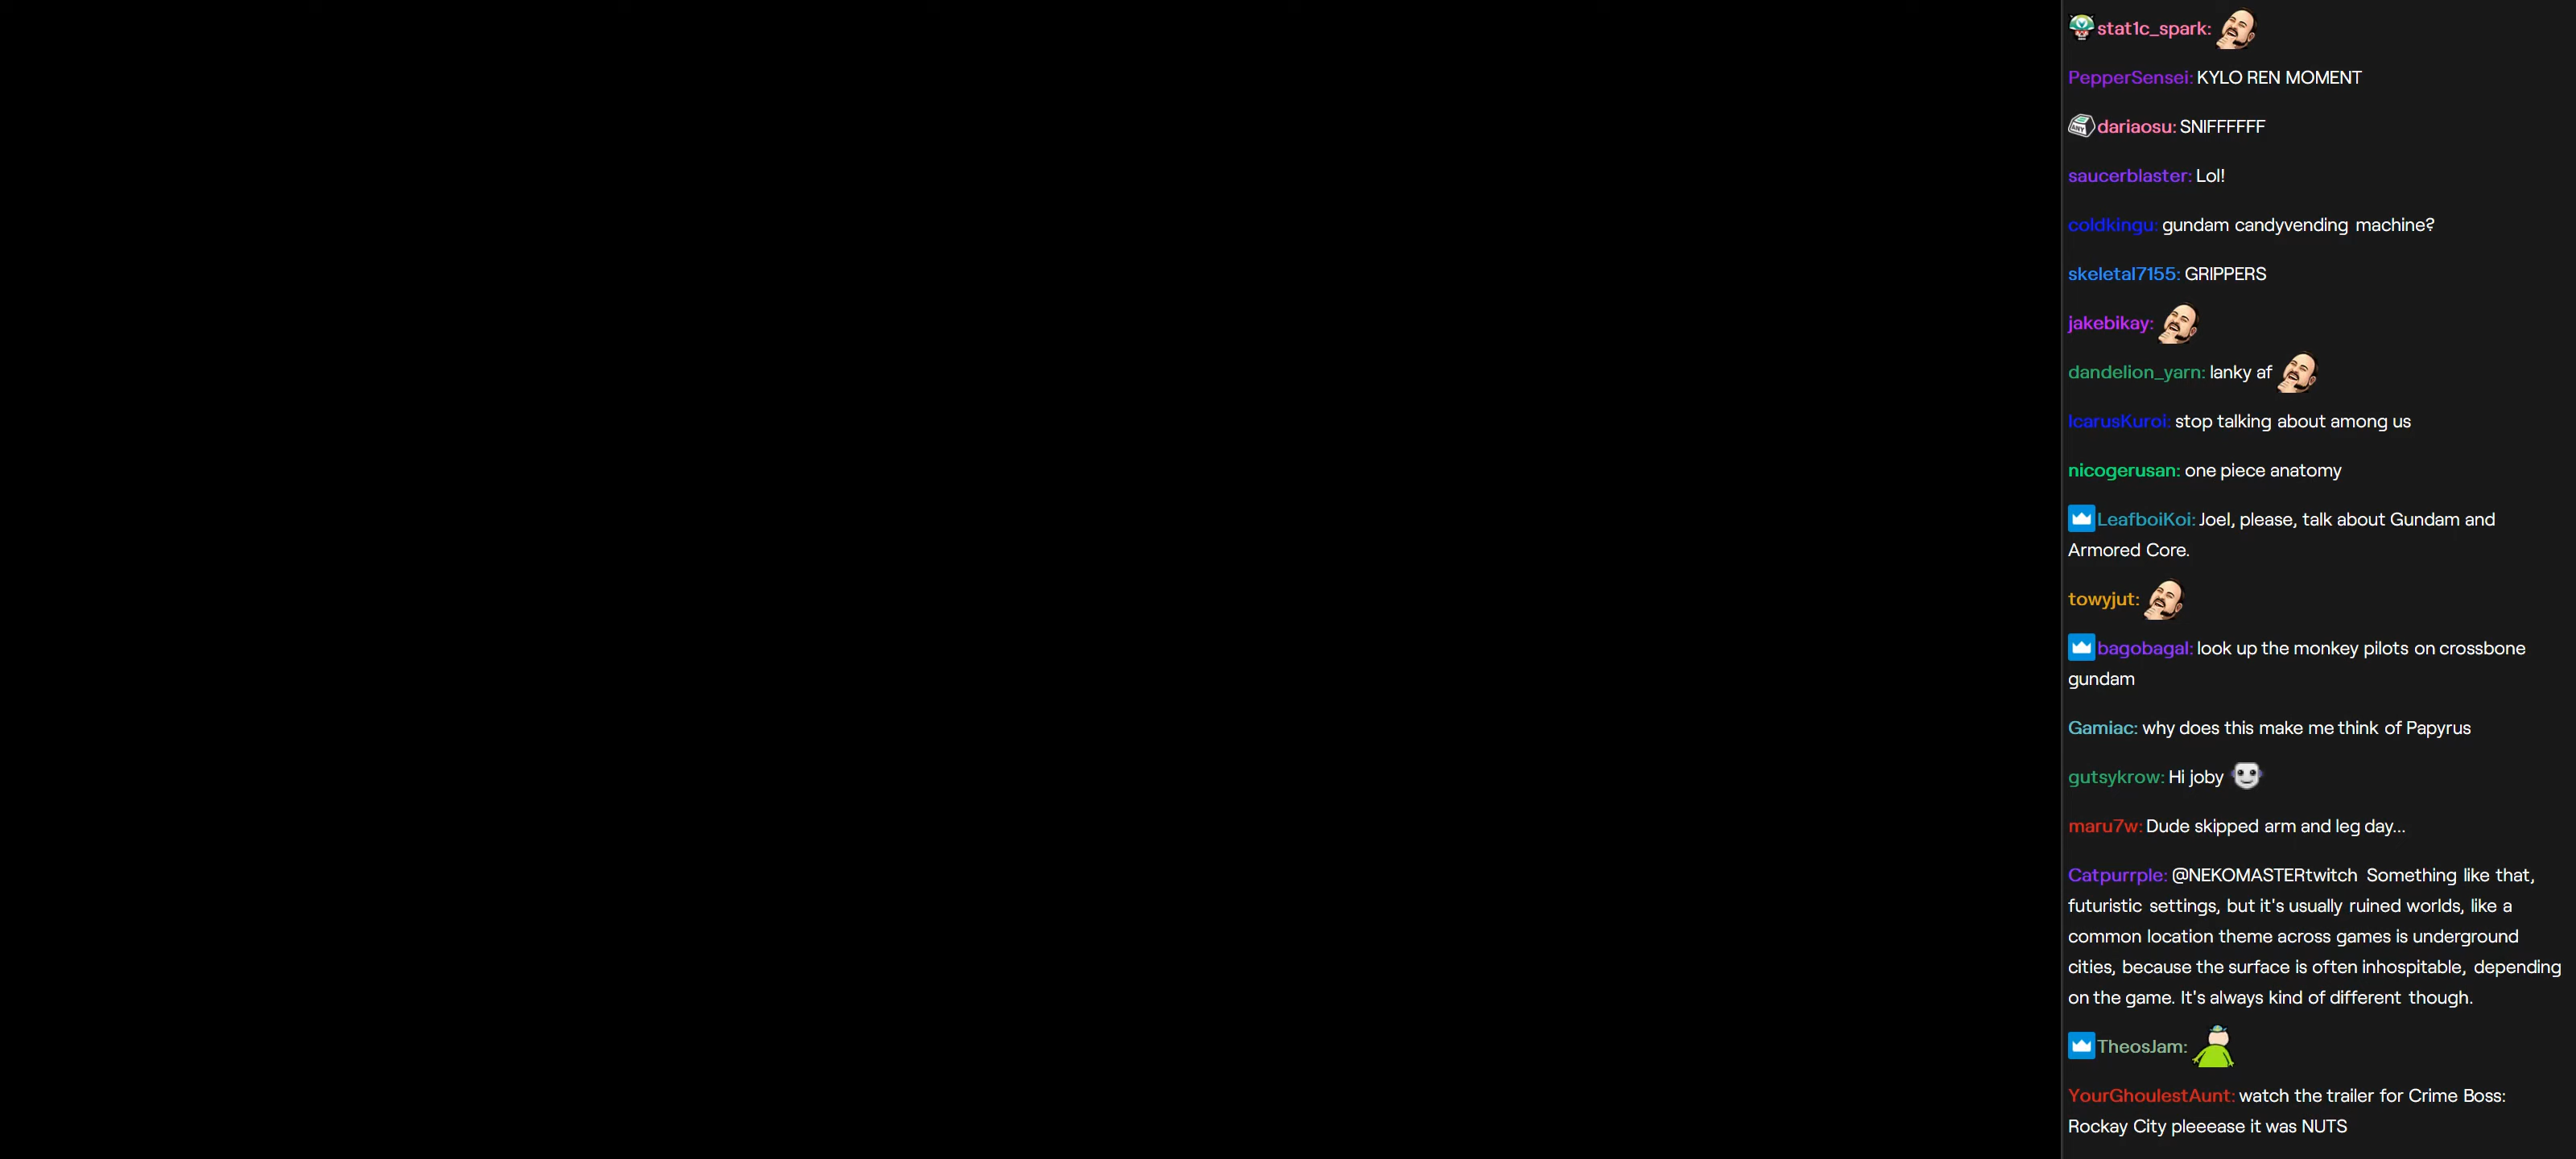 stat1c_spark:
PepperSensei: KYLO REN MOMENT
ANY dariaosu: SNIFFFFFF
saucerblaster: Lol!
coldkingu: gundam candyvending machine?
skeletal7155: GRIPPERS
jakebikay:
dandelion_yarn: lanky af
IcarusKuroi: stop talking about among us
nicogerusan: one piece anatomy
LeafboiKoi: Joel, please, talk about Gundam and
Armored Core.
towyjut:
bagobagal: look up the monkey pilots on crossbone
gundam
Gamiac: why does this make me think of Papyrus
gutsykrow: Hi joby
maru7w: Dude skipped arm and leg day...
Catpurrple: @NEKOMASTERtwitch Something like that,
futuristic settings, but it's usually ruined worlds, like a
common location theme across games is underground
cities, because the surface is often inhospitable, depending
on the game. It's always kind of different though.
TheosJam:
YourGhoulestAunt: watch the trailer for Crime Boss:
Rockay City pleeease it was NUTS